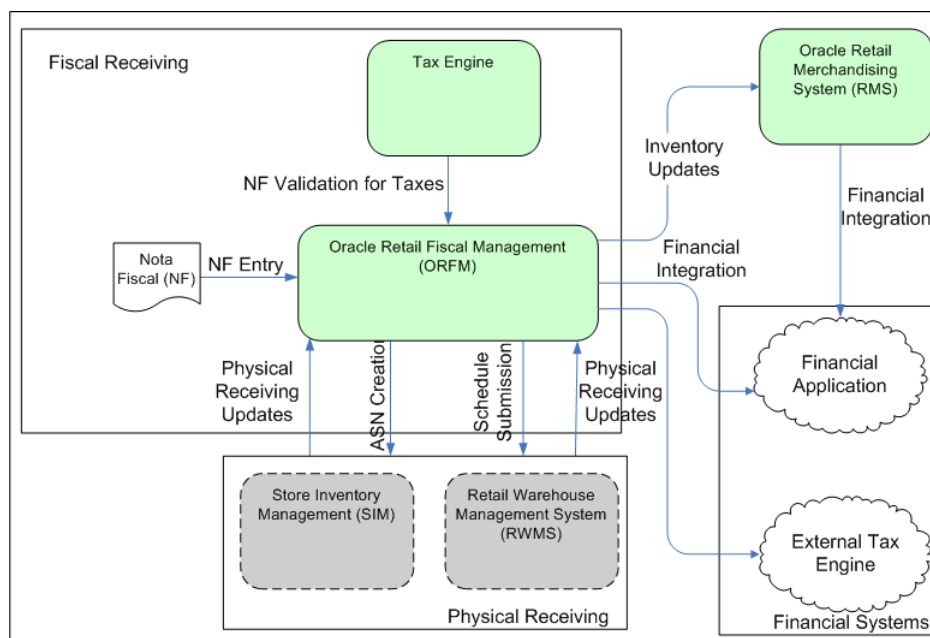 Fiscal Receiving
Tax Engine
Oracle Retail
Merchandising
System (RMS)
Inventory
Updates
NF Validation for Taxes
Financial
Integration
Oracle Retail Fiscal Management
(ORFM)
Financial
Integration
Nota
Fiscal (NF)
NF Entry
Physical
Receiving
Updates
ASN Creation
Schedule
Submission
Physical
Receiving
Updates
Financial
Application
Store Inventory
Management (SIM)
Retail Warehouse
Management System
(RWMS)
External Tax
Engine
Physical Receiving
Financial Systems